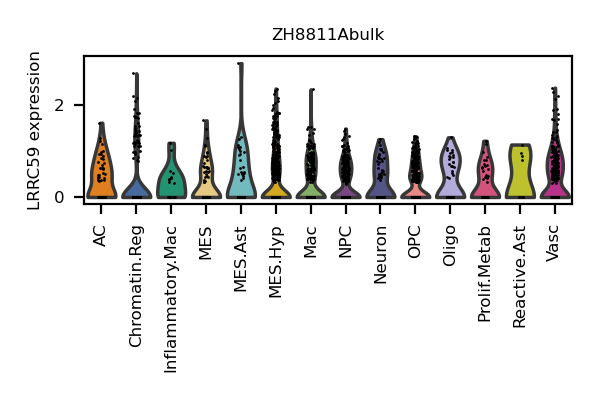 ZH8811Abulk
LRRC59 expression
2
0
AC
Chromatin.Reg
Inflammatory.Mac
MES
MES.Ast
MES.Hyp
Mac
NPC
Neuron
OPC
Oligo
Prolif.Metab
Reactive.Ast
Vasc